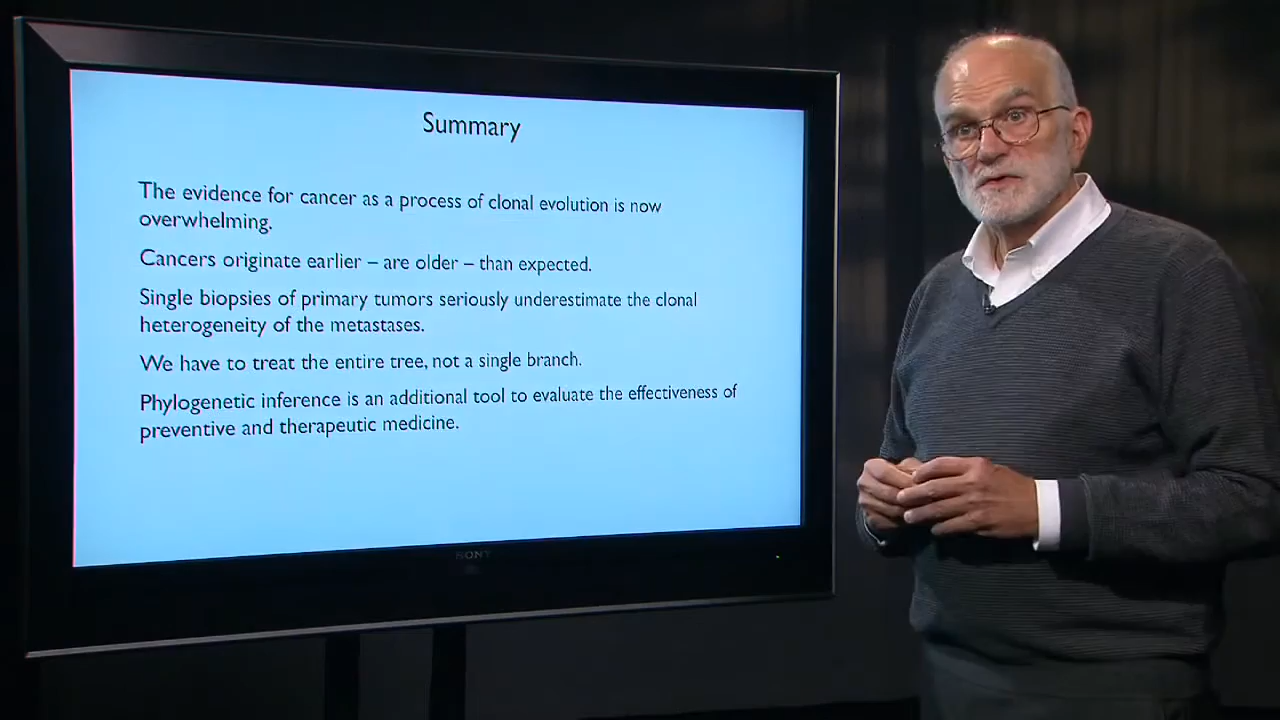 Summary
The evidence for cancer as a process of clonal evolution is now
overwhelming.
Cancers originate earlier – are older – than expected.
Single biopsies of primary tumors seriously underestimate the clonal
heterogeneity of the metastases.
We have to treat the entire tree, not a single branch.
Phylogenetic inference is an additional tool to evaluate the effectiveness of
preventive and therapeutic medicine.
SONY